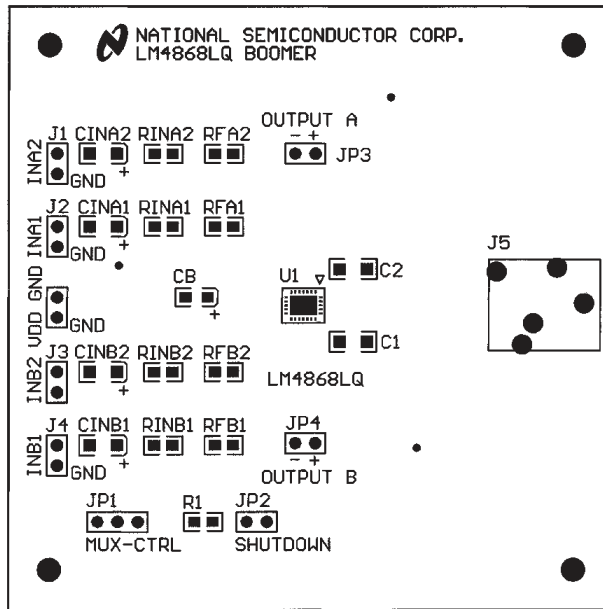 NATIONAL SEMICONDUCTOR CORP.
LM4868LQ BOOMER
OUTPUT A
- +
JP3
J1 CINA2 RINA2 RFA2
INA2
GND
+
J2 CINA1 RINA1 RFA1
INA1
GND
+
J5
GND
VDD
GND
CB
+
U1
C2
C1
J3 CINB2 RINB2 RFB2
INB2
+
LM4868LQ
J4 CINB1 RINB1 RFB1
INB1
GND
+
JP4
- +
OUTPUT B
JP1 R1 JP2
MUX-CTRL SHUTDOWN